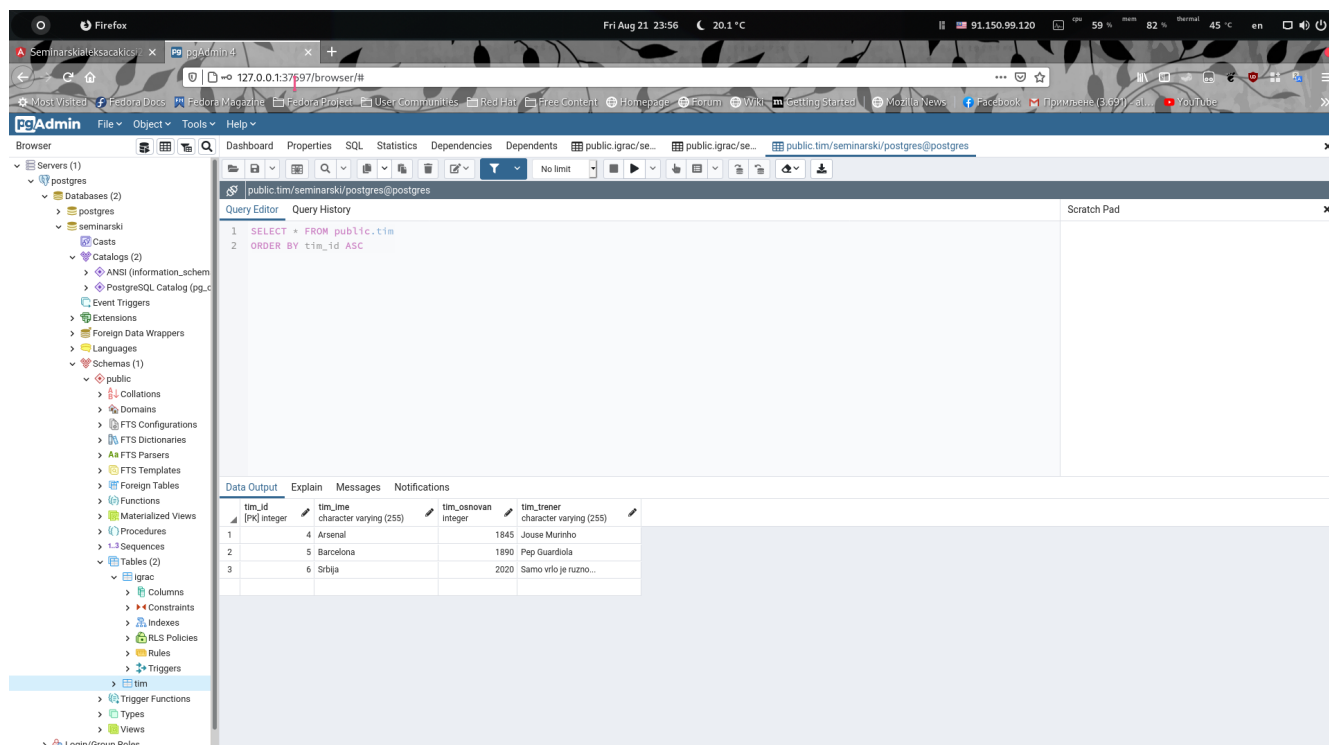 Firefox
Fri Aug 21 23:56 20.1 °C
91.150.99.120 cpu 59 % mem 82 % thermal 45 °C en
Seminarskialeksacakics/2 pgAdmin 4
127.0.0.1:37697/browser/#
Most Visited Fedora Docs Fedora Magazine Fedora Project User Communities Red Hat Free Content Homepage Forum Wiki Getting Started Mozilla News Facebook Примљене (3.691) - al... YouTube
pgAdmin File Object Tools Help
Browser
Dashboard Properties SQL Statistics Dependencies Dependents public.igrac/se... public.igrac/se... public.tim/seminarski/postgres@postgres
No limit
public.tim/seminarski/postgres@postgres
Query Editor Query History
Scratch Pad
1 SELECT * FROM public.tim
2 ORDER BY tim_id ASC
Servers (1)
postgres
Databases (2)
postgres
seminarski
Casts
Catalogs (2)
ANSI (information_schem
PostgreSQL Catalog (pg_c
Event Triggers
Extensions
Foreign Data Wrappers
Languages
Schemas (1)
public
Collations
Domains
FTS Configurations
FTS Dictionaries
FTS Parsers
FTS Templates
Foreign Tables
Functions
Materialized Views
Procedures
Sequences
Tables (2)
igrac
Columns
Constraints
Indexes
RLS Policies
Rules
Triggers
tim
Trigger Functions
Types
Views
Login/Group Roles
Data Output Explain Messages Notifications
tim_id tim_ime tim_osnovan tim_trener
[PK] integer character varying (255) integer character varying (255)
1 4 Arsenal 1845 Jouse Murinho
2 5 Barcelona 1890 Pep Guardiola
3 6 Srbija 2020 Samo vrlo je ruzno...